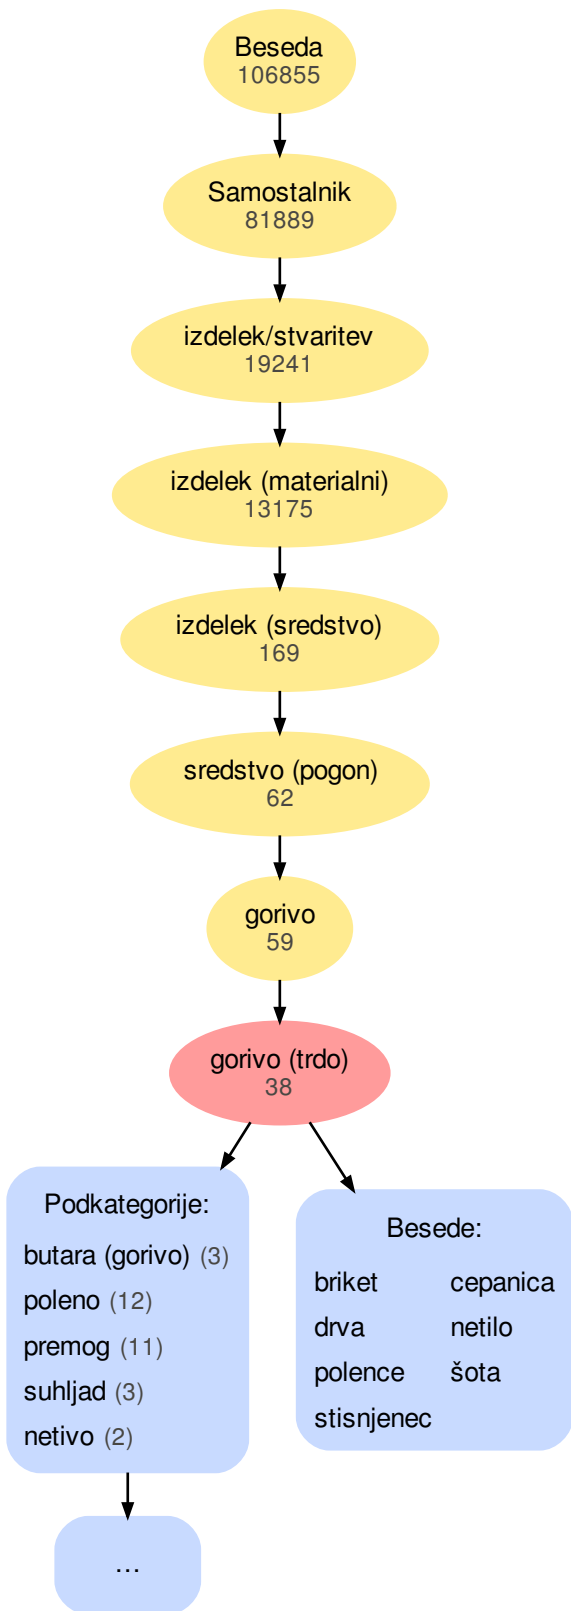 Beseda
106855
Samostalnik
81889
izdelek/stvaritev
19241
izdelek (materialni)
13175
izdelek (sredstvo)
169
sredstvo (pogon)
62
gorivo
59
gorivo (trdo)
38
Podkategorije:
butara (gorivo) (3)
poleno (12)
premog (11)
suhljad (3)
netivo (2)
...
Besede:
briket cepanica
drva netilo
polence šota
stisnjenec